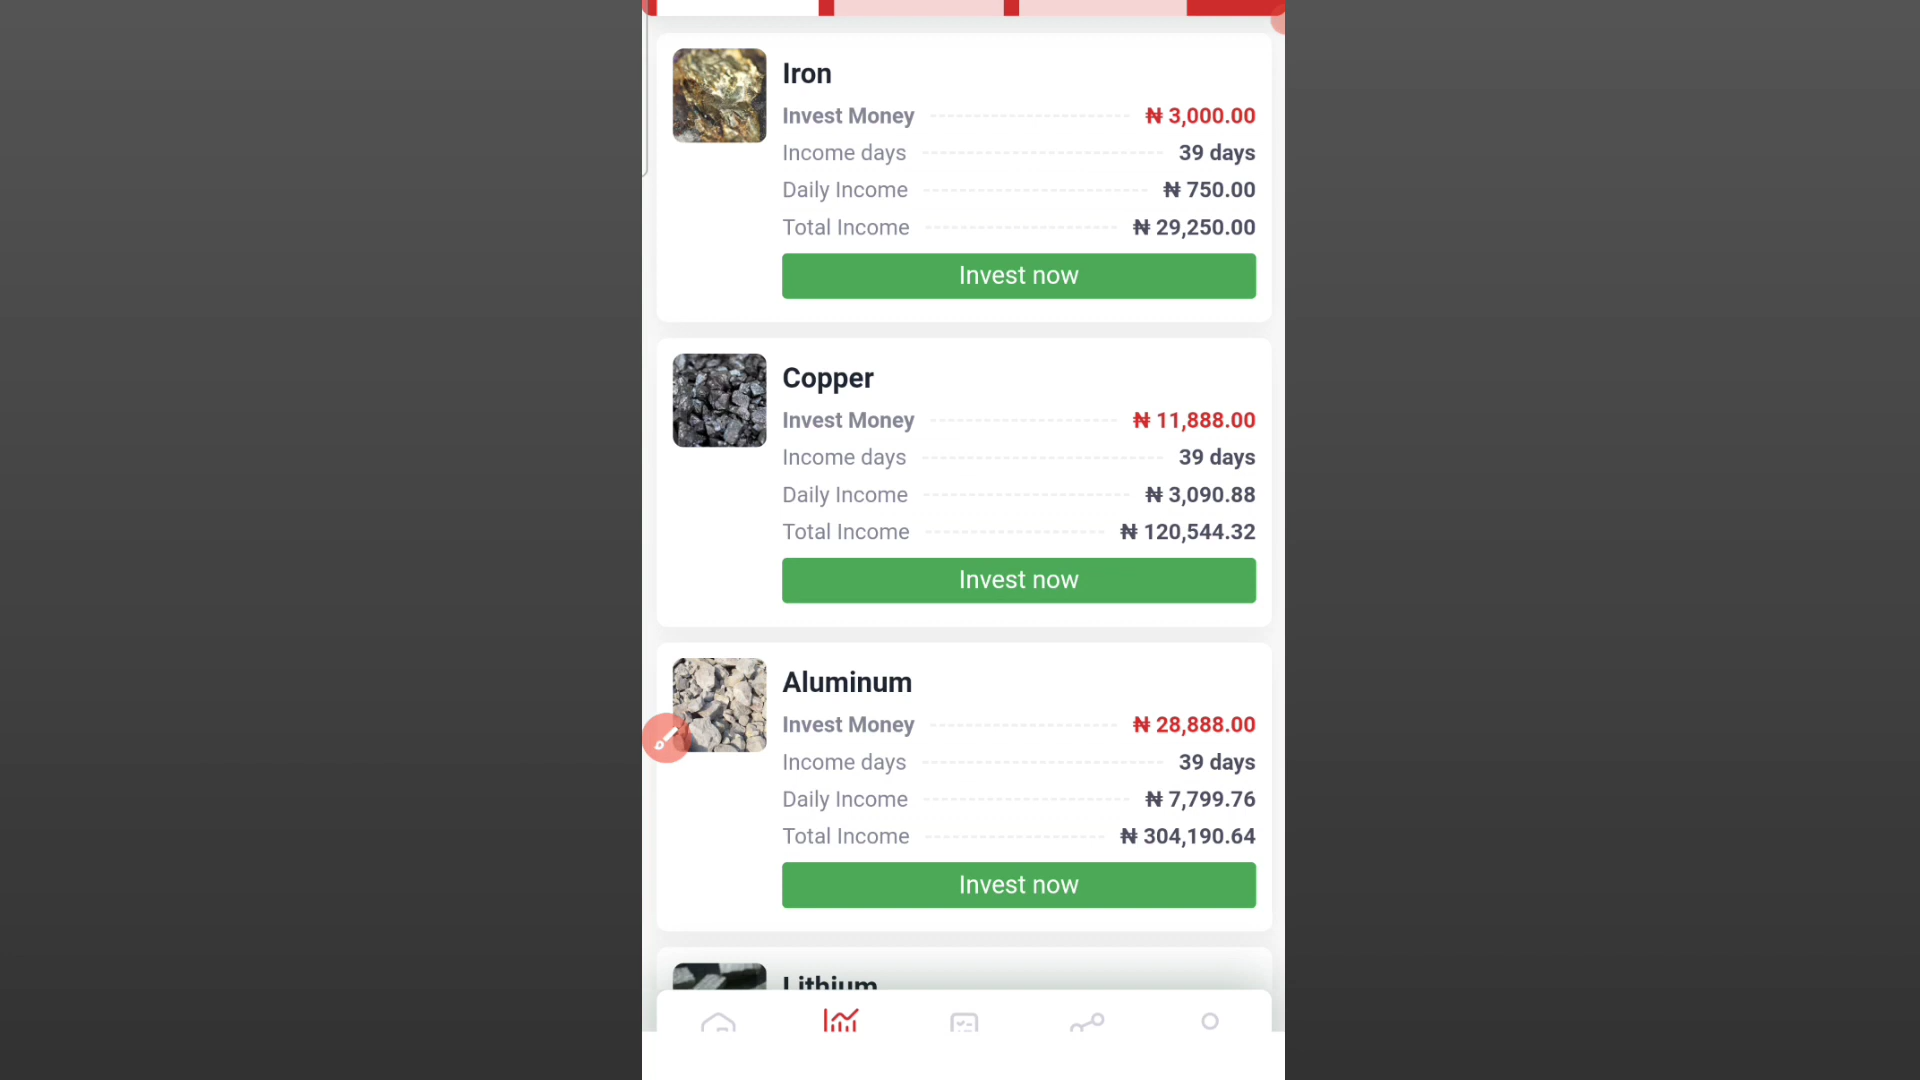 Iron
Invest Money ₦ 3,000.00
Income days 39 days
Daily Income ₦ 750.00
Total Income ₦ 29,250.00
Invest now
Copper
Invest Money ₦ 11,888.00
Income days 39 days
Daily Income ₦ 3,090.88
Total Income ₦ 120,544.32
Invest now
Aluminum
Invest Money ₦ 28,888.00
Income days 39 days
Daily Income ₦ 7,799.76
Total Income ₦ 304,190.64
Invest now
Lithium